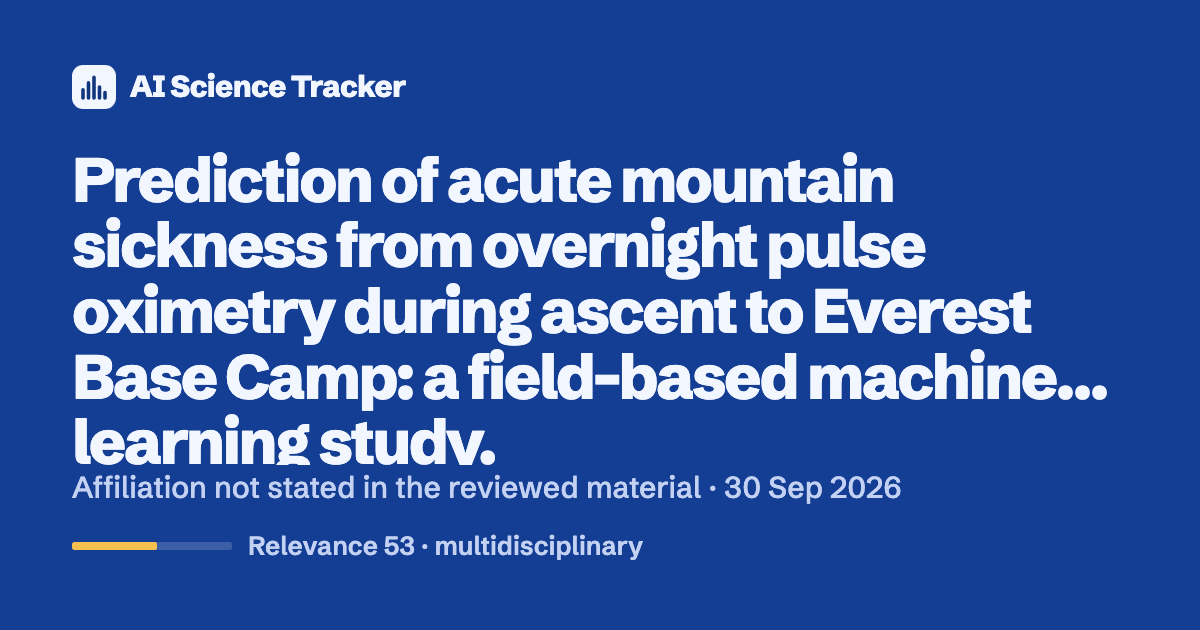 AI Science Tracker
Prediction of acute mountain
sickness from overnight pulse
oximetry during ascent to Everest
Base Camp: a field-based machine...
learning study.
Affiliation not stated in the reviewed material · 30 Sep 2026
Relevance 53 · multidisciplinary